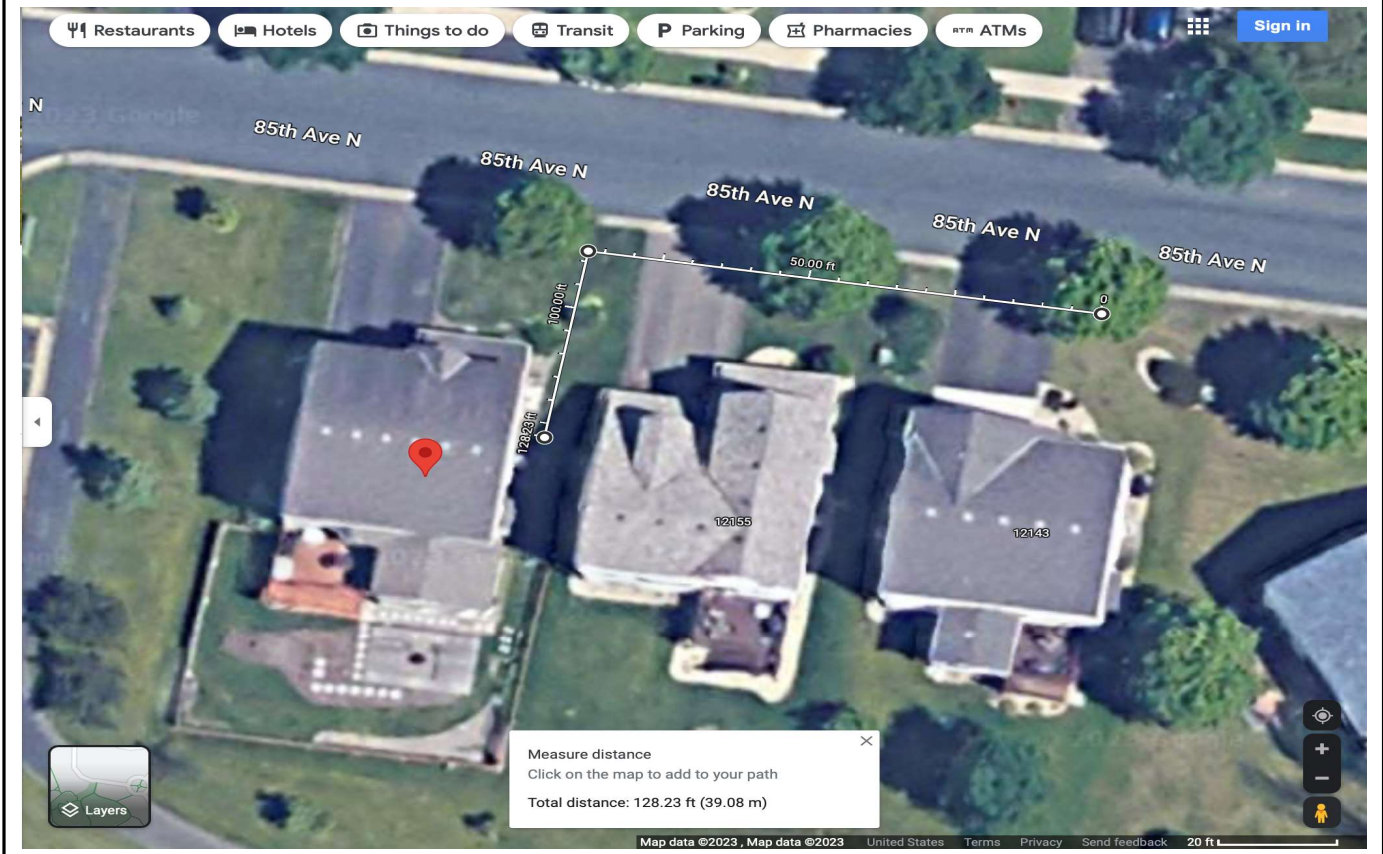 Restaurants
Hotels
Things to do
Transit
P Parking
Pharmacies
ATM ATMs
Sign in
N
2023 Google
85th Ave N
85th Ave N
85th Ave N
85th Ave N
85th Ave N
50.00 ft
0
100.00 ft
128.23 ft
12155
12143
Measure distance
Click on the map to add to your path
Total distance: 128.23 ft (39.08 m)
Layers
Map data ©2023 , Map data ©2023 United States Terms Privacy Send feedback 20 ft